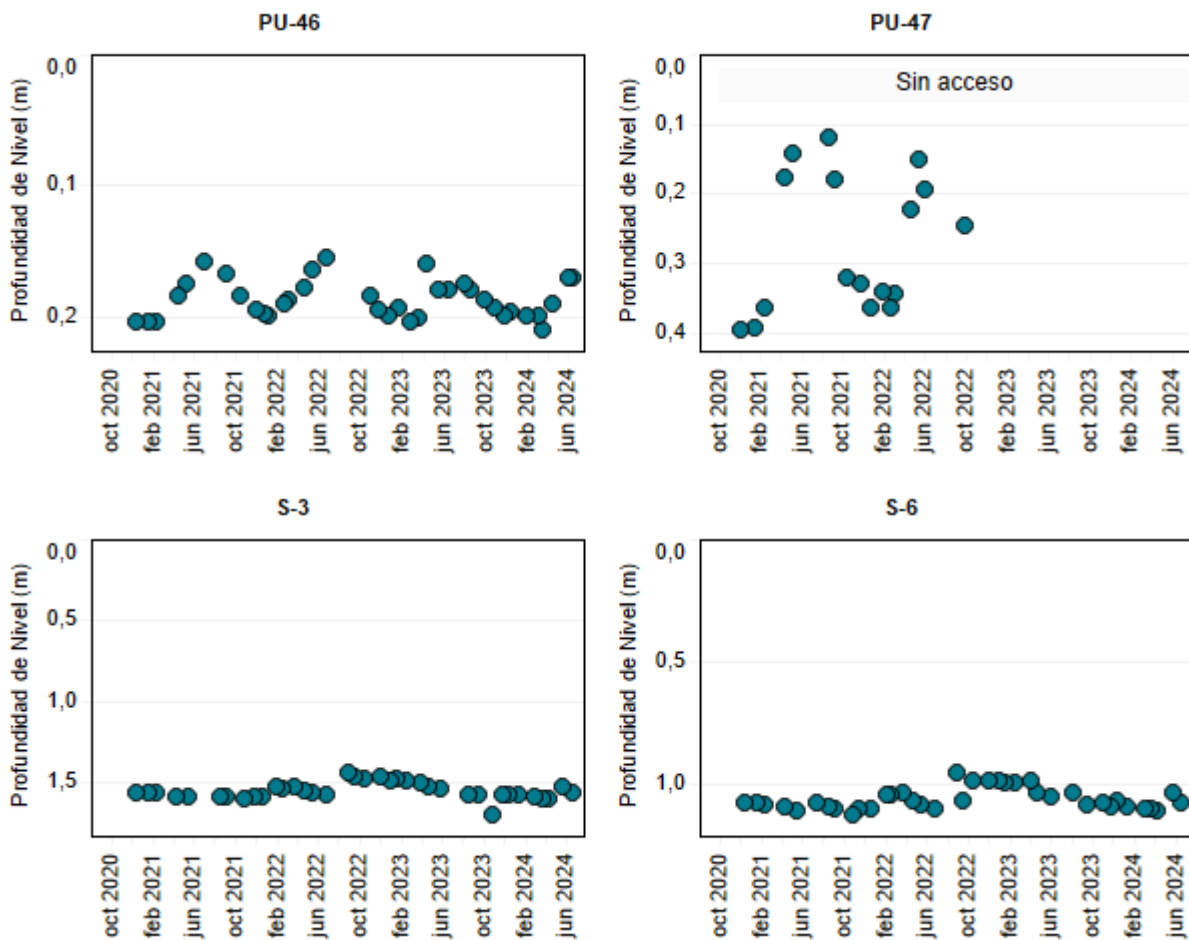 PU-46
Profundidad de Nivel (m)
0,0
0,1
0,2
oct 2020
feb 2021
jun 2021
oct 2021
feb 2022
jun 2022
oct 2022
feb 2023
jun 2023
oct 2023
feb 2024
jun 2024
PU-47
Sin acceso
Profundidad de Nivel (m)
0,0
0,1
0,2
0,3
0,4
oct 2020
feb 2021
jun 2021
oct 2021
feb 2022
jun 2022
oct 2022
feb 2023
jun 2023
oct 2023
feb 2024
jun 2024
S-3
Profundidad de Nivel (m)
0,0
0,5
1,0
1,5
oct 2020
feb 2021
jun 2021
oct 2021
feb 2022
jun 2022
oct 2022
feb 2023
jun 2023
oct 2023
feb 2024
jun 2024
S-6
Profundidad de Nivel (m)
0,0
0,5
1,0
oct 2020
feb 2021
jun 2021
oct 2021
feb 2022
jun 2022
oct 2022
feb 2023
jun 2023
oct 2023
feb 2024
jun 2024